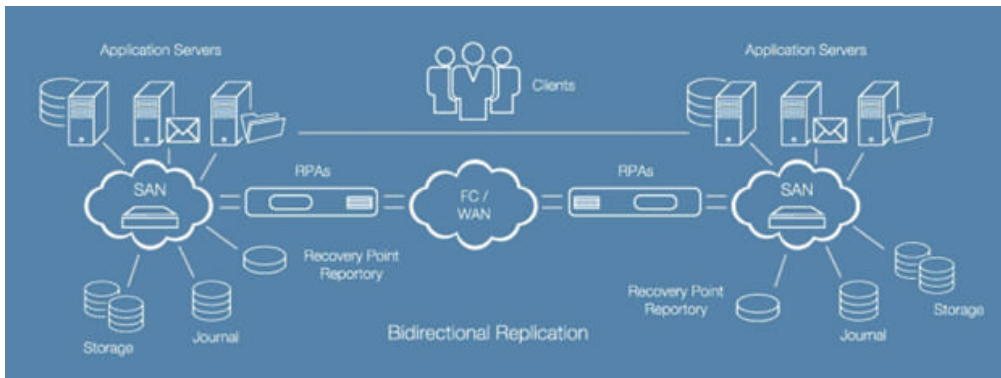 Application Servers
Clients
Application Servers
SAN
RPAs
FC /
WAN
RPAs
SAN
Recovery Point
Reportory
Storage
Journal
Bidirectional Replication
Recovery Point
Reportory
Journal
Storage